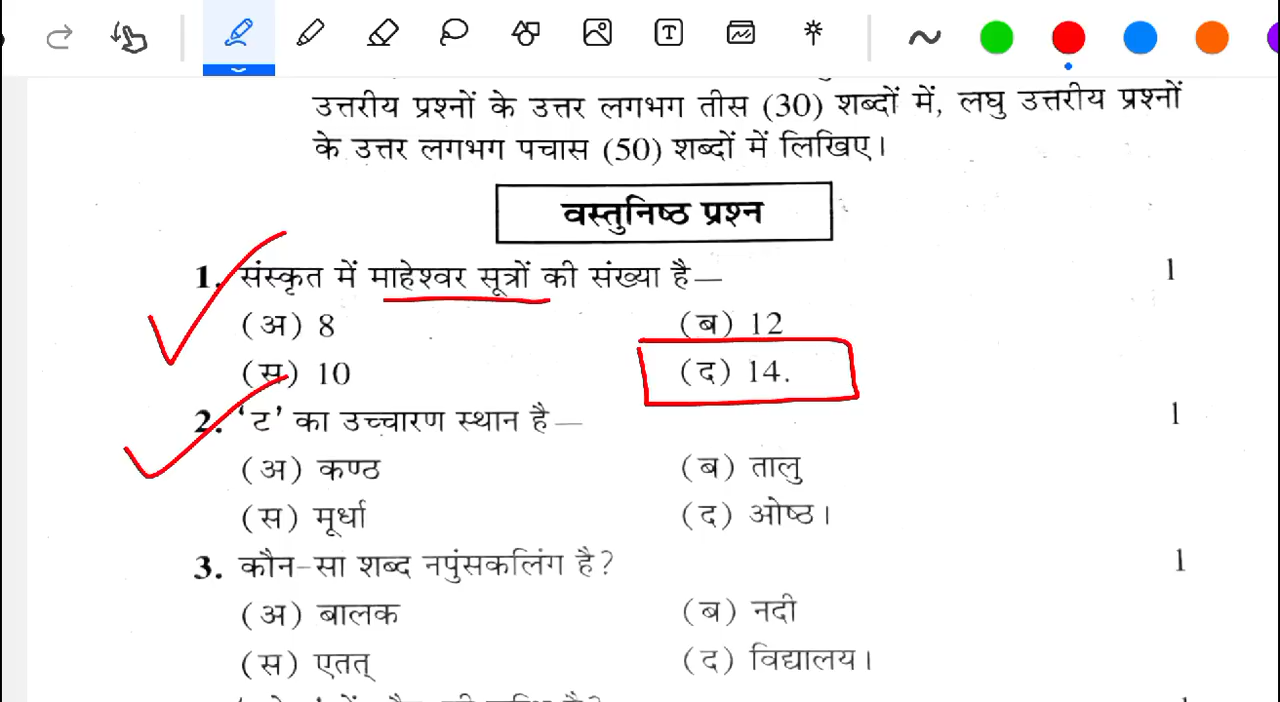 उत्तरीय प्रश्नों के उत्तर लगभग तीस (30) शब्दों में, लघु उत्तरीय प्रश्नों
के उत्तर लगभग पचास (50) शब्दों में लिखिए।
वस्तुनिष्ठ प्रश्न
1. संस्कृत में माहेश्वर सूत्रों की संख्या है— 1
(अ) 8 (ब) 12
(स) 10 (द) 14.
2. 'ट' का उच्चारण स्थान है— 1
(अ) कण्ठ (ब) तालु
(स) मूर्धा (द) ओष्ठ।
3. कौन-सा शब्द नपुंसकलिंग है? 1
(अ) बालक (ब) नदी
(स) एतत् (द) विद्यालय।